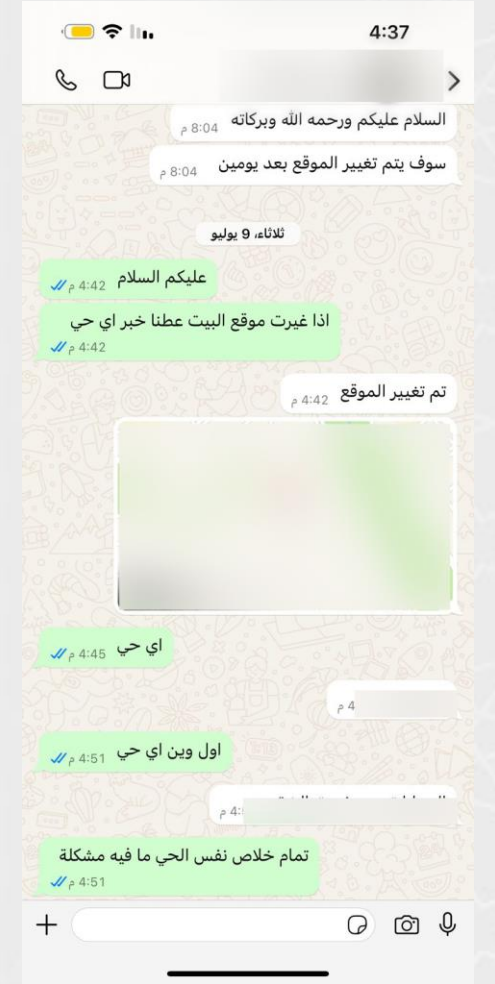 4:37
السلام عليكم ورحمه الله وبركاته 8:04 م
سوف يتم تغيير الموقع بعد يومين 8:04 م
ثلاثاء، 9 يوليو
عليكم السلام 4:42 م
اذا غيرت موقع البيت عطنا خبر اي حي
4:42 م
تم تغيير الموقع 4:42 م
اي حي 4:45 م
م
اول وين اي حي 4:51 م
م
تمام خلاص نفس الحي ما فيه مشكلة
4:51 م